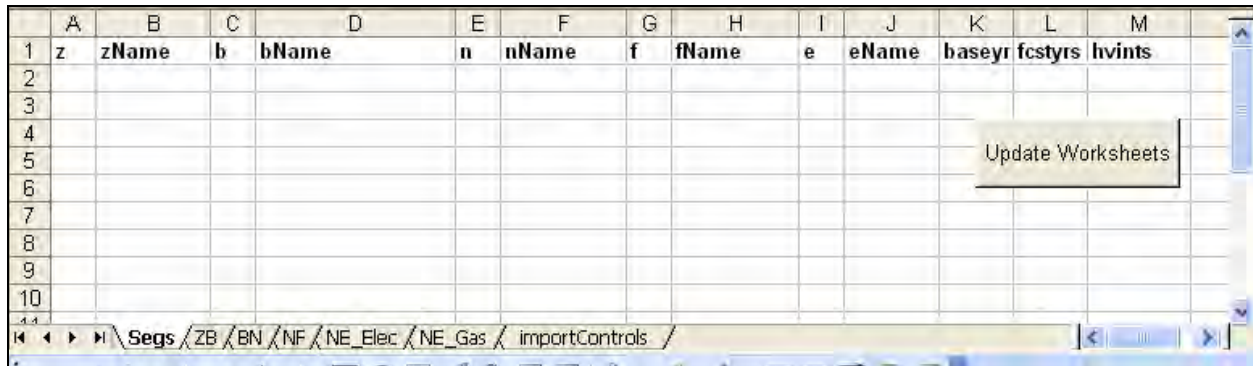 A B C D E F G H I J K L M
1 z zName b bName n nName f fName e eName baseyr fcstyrs hvints
2
3
4
Update Worksheets
5
6
7
8
9
10
11
Segs ZB BN NF NE_Elec NE_Gas importControls